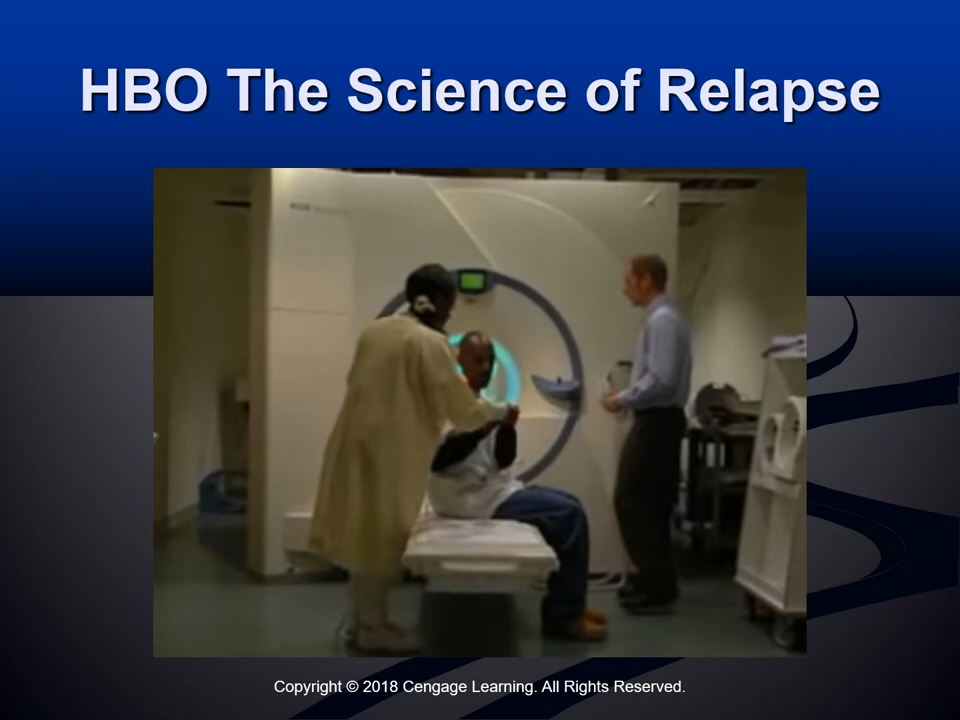 HBO The Science of Relapse
Copyright © 2018 Cengage Learning. All Rights Reserved.